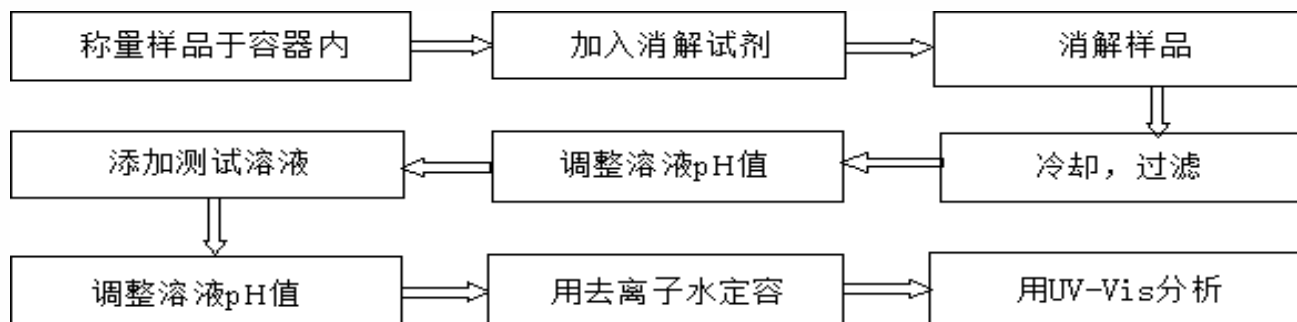 称量样品于容器内
加入消解试剂
消解样品
冷却，过滤
调整溶液pH值
添加测试溶液
调整溶液pH值
用去离子水定容
用UV-Vis分析